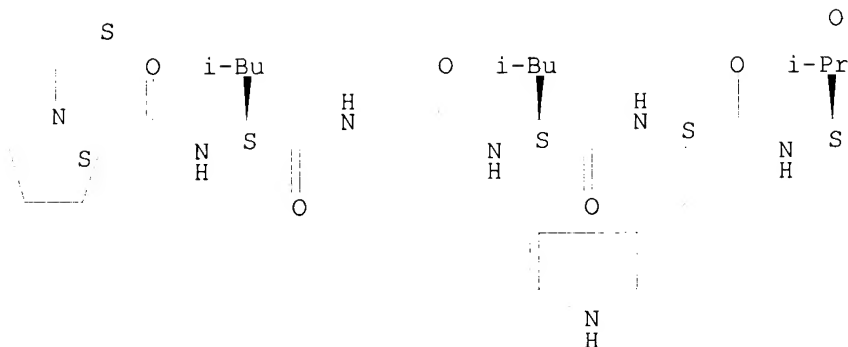 O
S
O i-Bu O i-Bu O i-Pr
H H
N N N S
S S S
N N N
H H H
O O
N
H